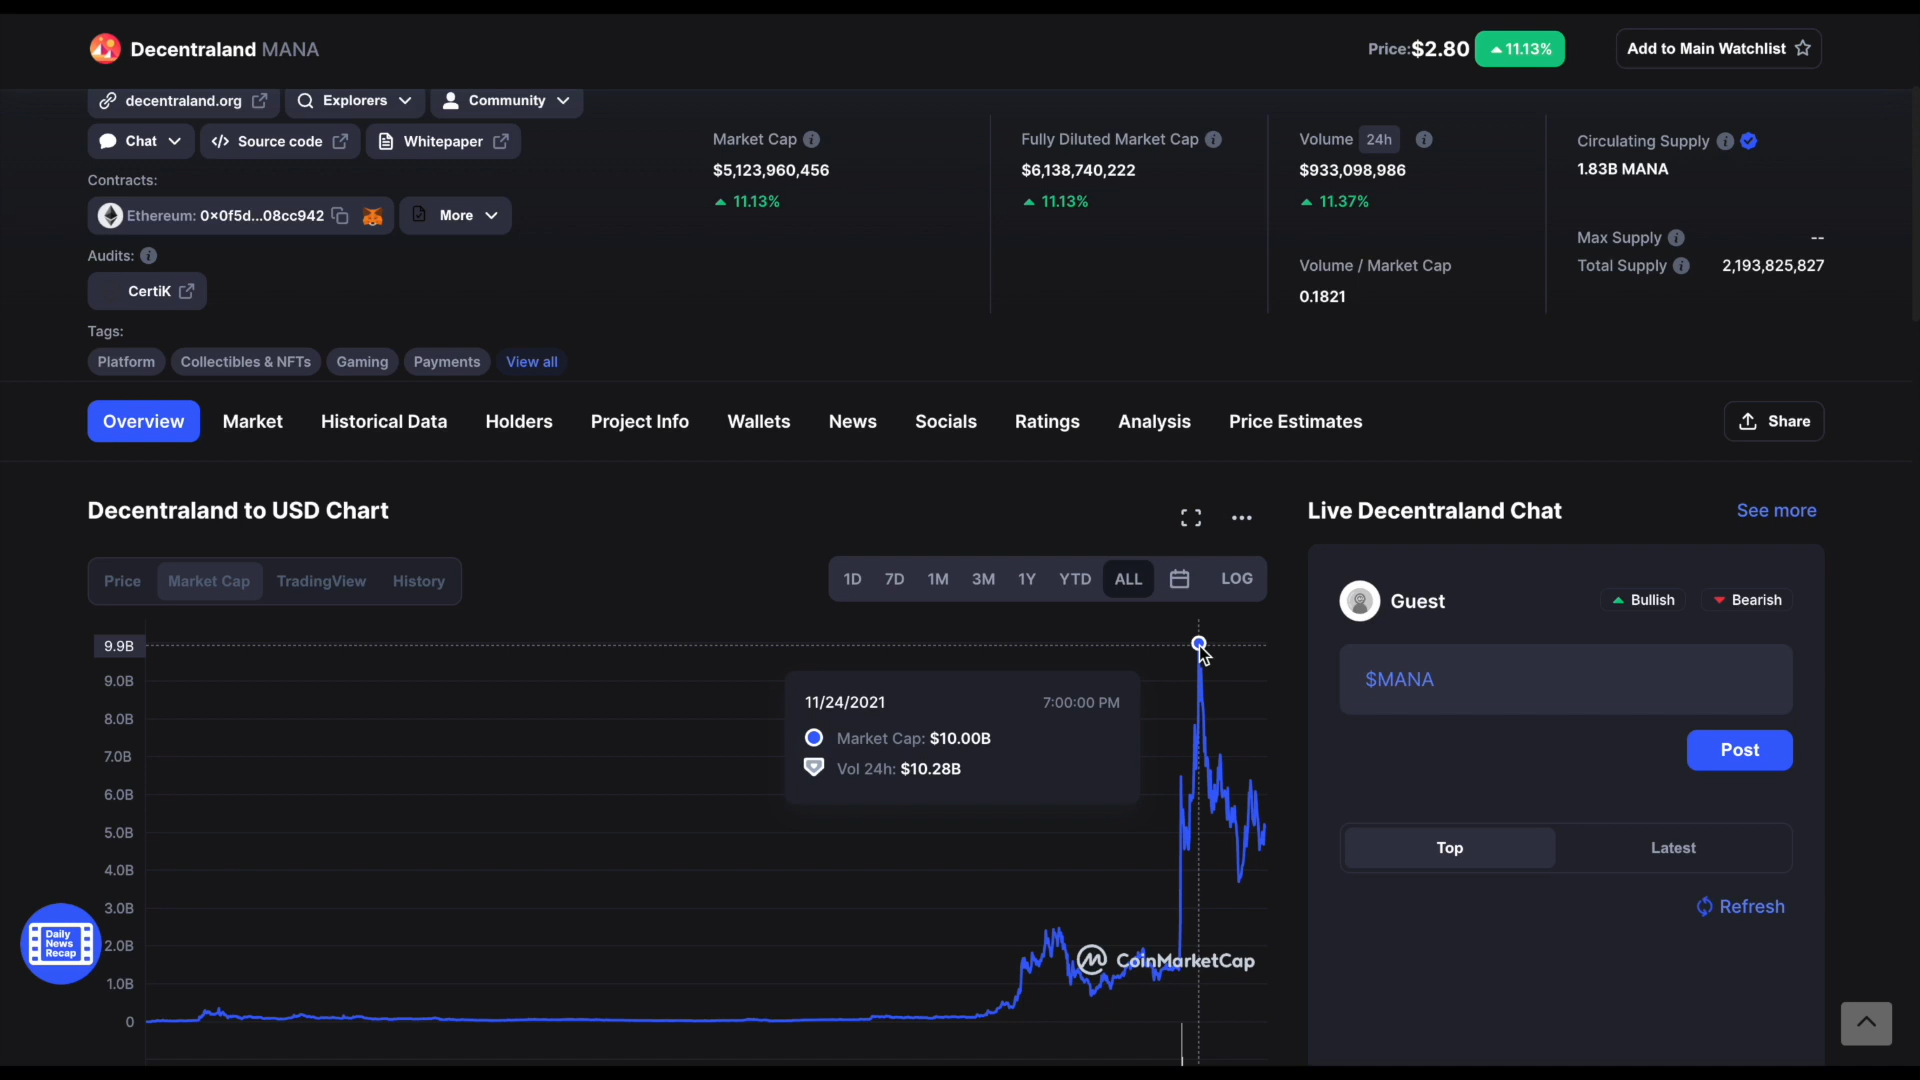 Decentraland MANA
Price:$2.80 11.13%
Add to Main Watchlist
decentraland.org
Explorers
Community
Chat
Source code
Whitepaper
Contracts:
Ethereum: 0x0f5d...08cc942
More
Audits:
CertiK
Tags:
Platform
Collectibles & NFTs
Gaming
Payments
View all
Market Cap
$5,123,960,456
11.13%
Fully Diluted Market Cap
$6,138,740,222
11.13%
Volume 24h
$933,098,986
11.37%
Volume / Market Cap
0.1821
Circulating Supply
1.83B MANA
Max Supply --
Total Supply 2,193,825,827
Overview
Market
Historical Data
Holders
Project Info
Wallets
News
Socials
Ratings
Analysis
Price Estimates
Share
Decentraland to USD Chart
Price
Market Cap
TradingView
History
1D
7D
1M
3M
1Y
YTD
ALL
LOG
9.9B
9.0B
8.0B
7.0B
6.0B
5.0B
4.0B
3.0B
2.0B
1.0B
0
11/24/2021 7:00:00 PM
Market Cap: $10.00B
Vol 24h: $10.28B
CoinMarketCap
Daily
News
Recap
Live Decentraland Chat
See more
Guest
Bullish
Bearish
$MANA
Post
Top
Latest
Refresh